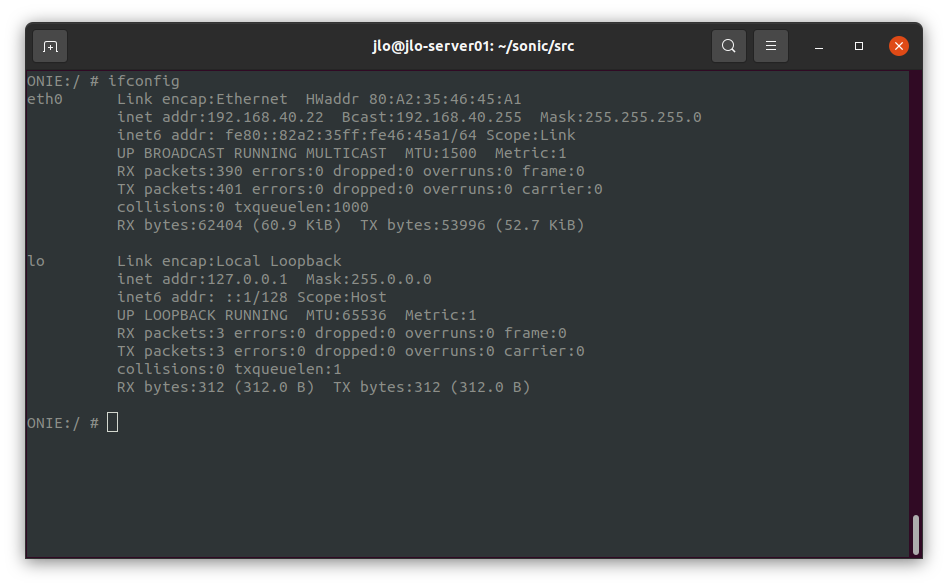 jlo@jlo-server01: ~/sonic/src
ONIE:/ # ifconfig
eth0      Link encap:Ethernet  HWaddr 80:A2:35:46:45:A1
          inet addr:192.168.40.22  Bcast:192.168.40.255  Mask:255.255.255.0
          inet6 addr: fe80::82a2:35ff:fe46:45a1/64 Scope:Link
          UP BROADCAST RUNNING MULTICAST  MTU:1500  Metric:1
          RX packets:390 errors:0 dropped:0 overruns:0 frame:0
          TX packets:401 errors:0 dropped:0 overruns:0 carrier:0
          collisions:0 txqueuelen:1000
          RX bytes:62404 (60.9 KiB)  TX bytes:53996 (52.7 KiB)

lo        Link encap:Local Loopback
          inet addr:127.0.0.1  Mask:255.0.0.0
          inet6 addr: ::1/128 Scope:Host
          UP LOOPBACK RUNNING  MTU:65536  Metric:1
          RX packets:3 errors:0 dropped:0 overruns:0 frame:0
          TX packets:3 errors:0 dropped:0 overruns:0 carrier:0
          collisions:0 txqueuelen:1
          RX bytes:312 (312.0 B)  TX bytes:312 (312.0 B)

ONIE:/ #